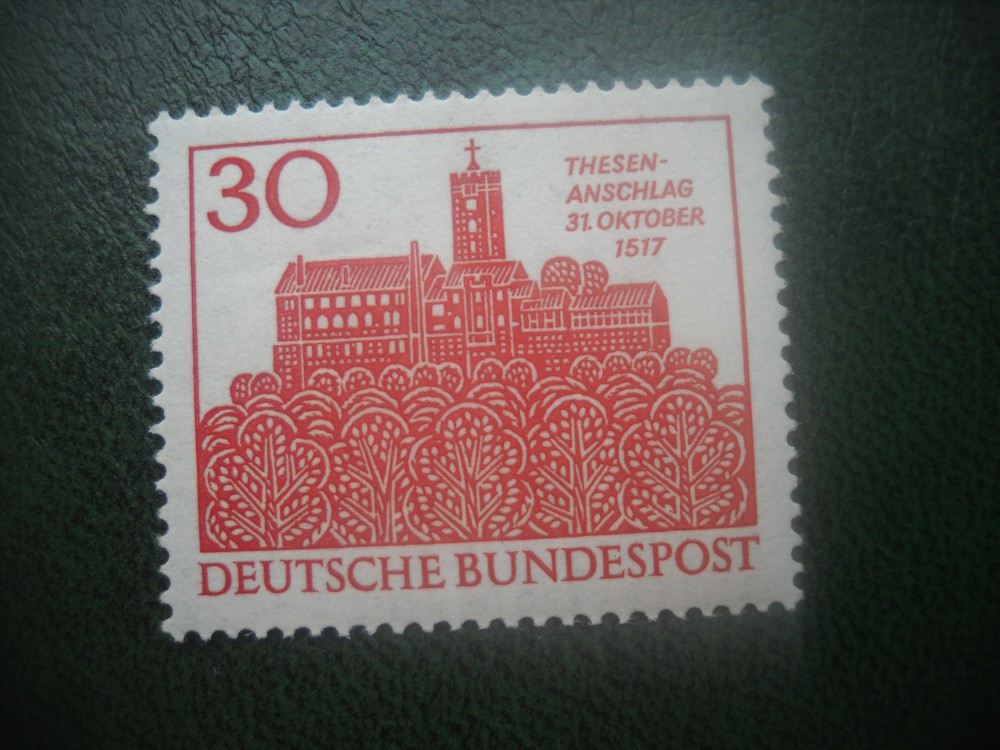 30
THESEN-
ANSCHLAG
31. OKTOBER
1517
DEUTSCHE BUNDESPOST